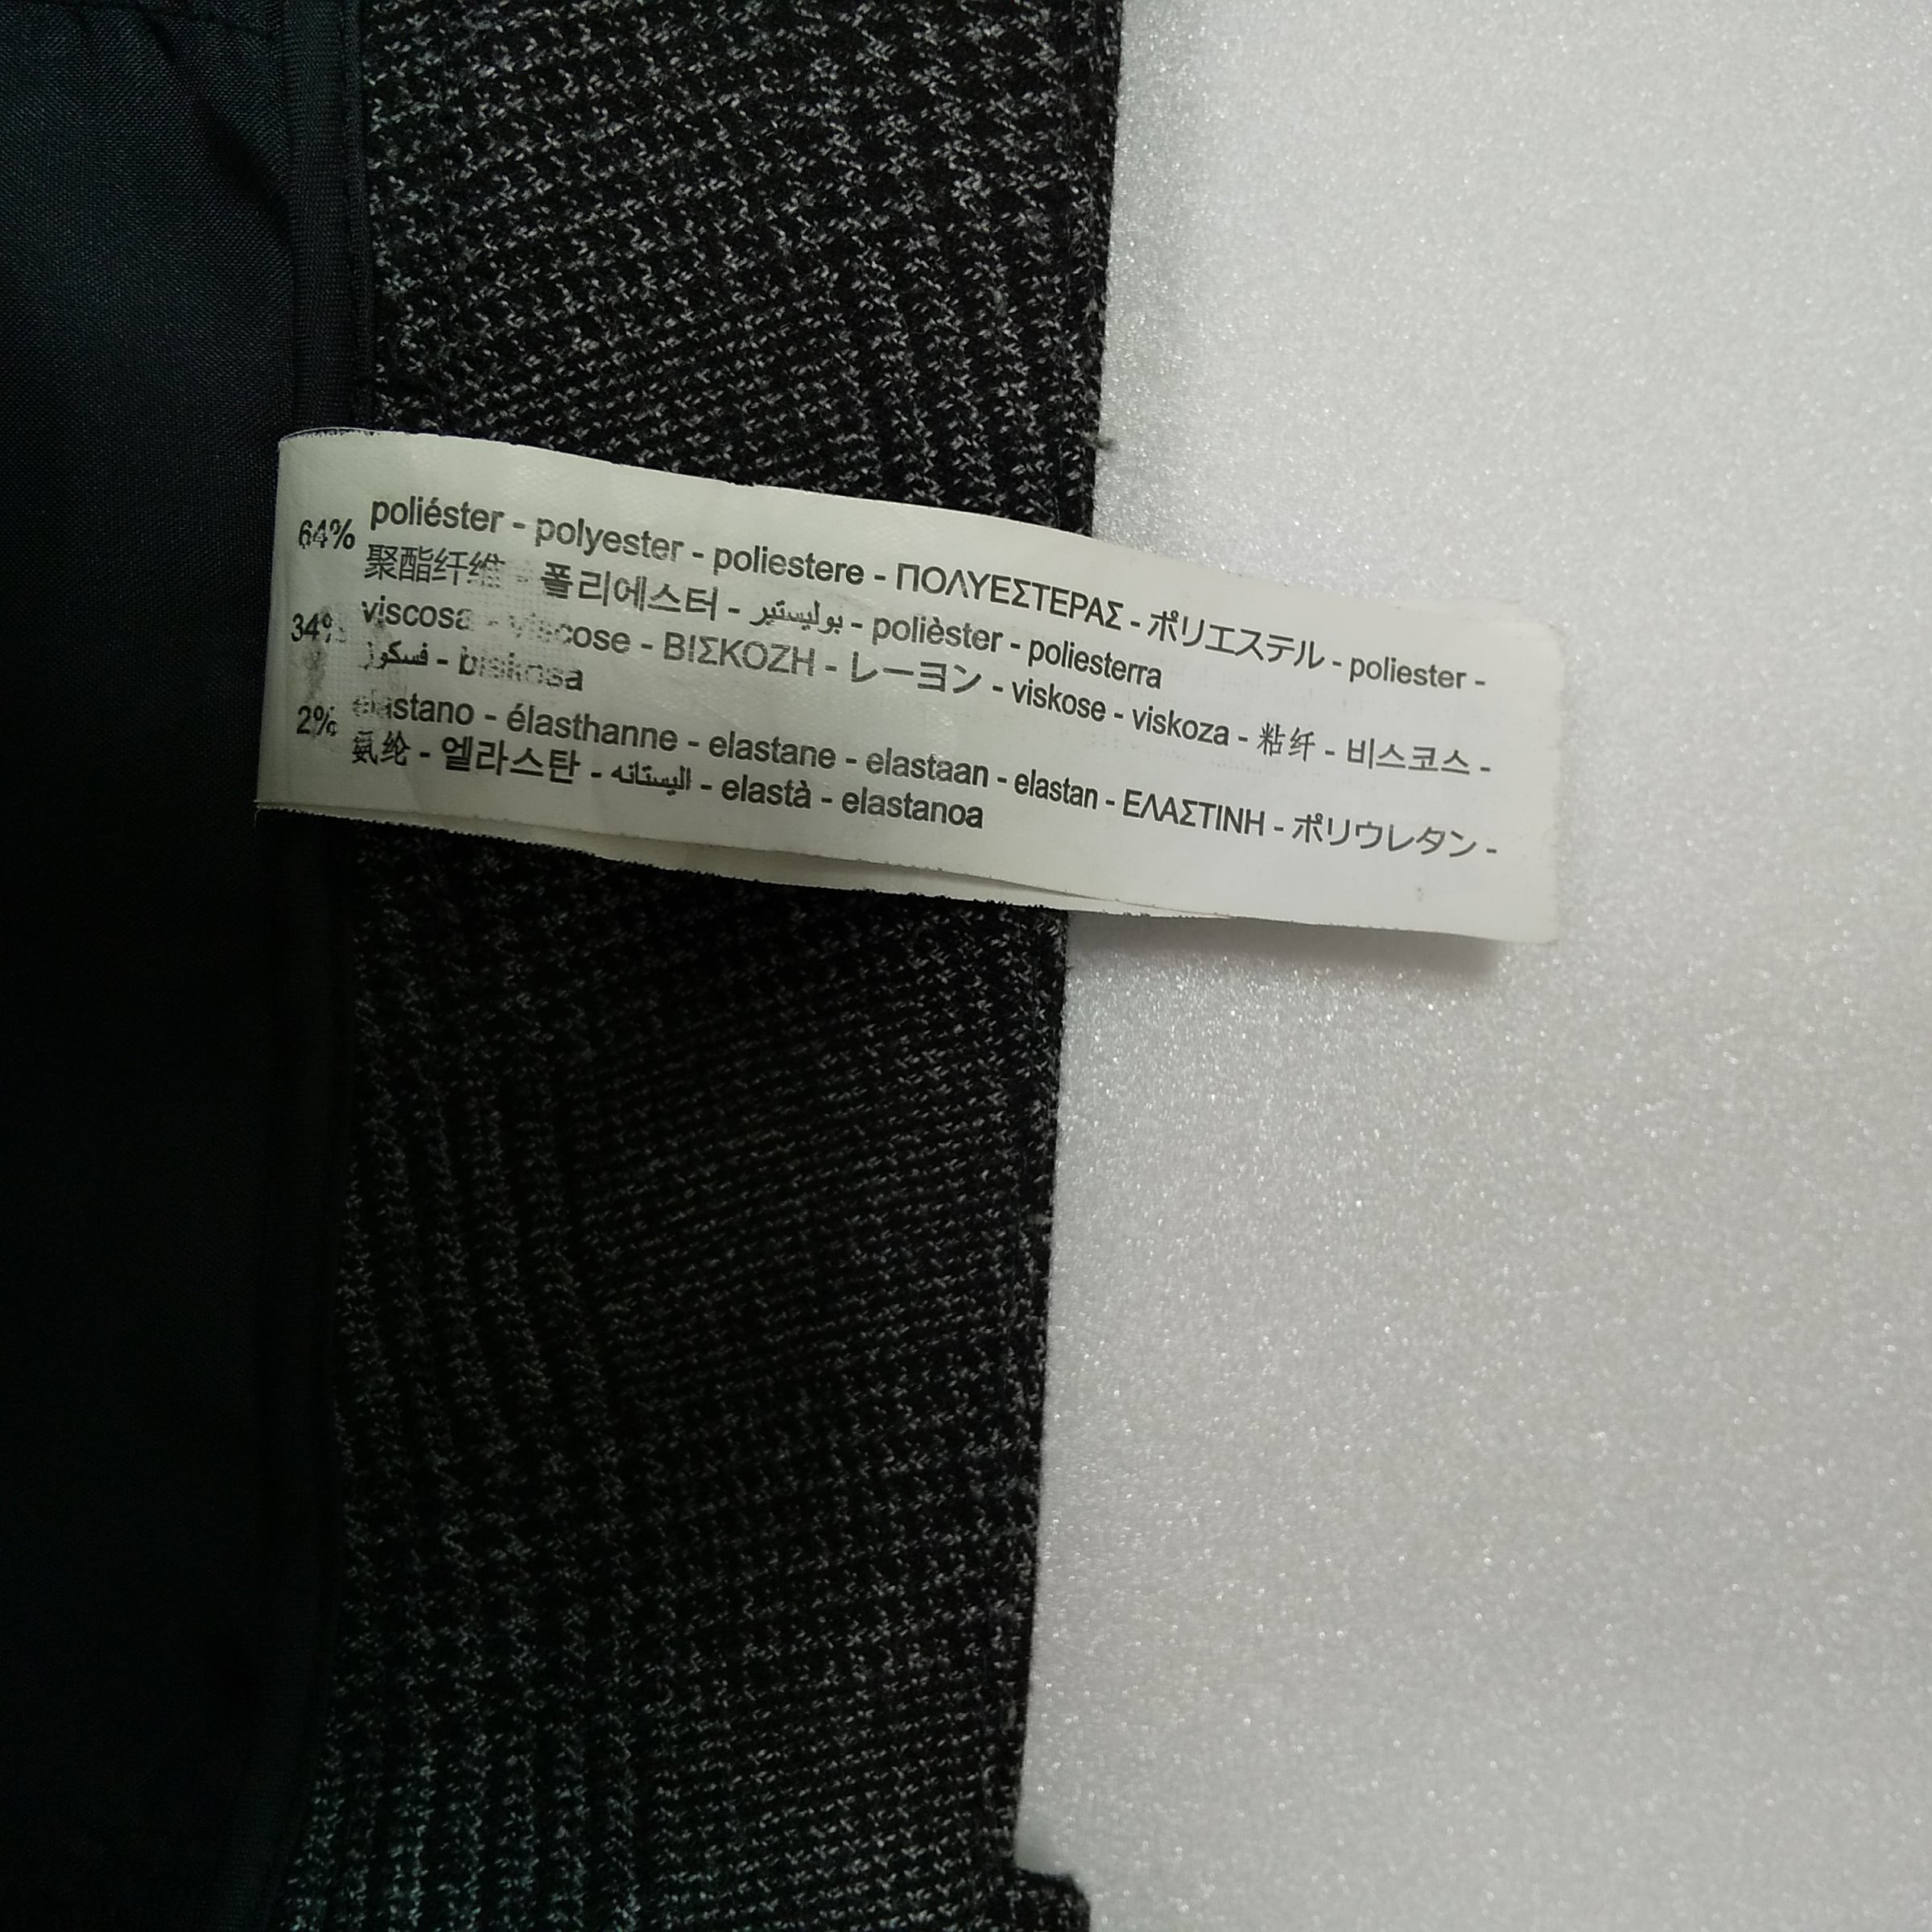 64% poliéster - polyester - poliestere - ΠΟΛΥΕΣΤΕΡΑΣ - ポリエステル - poliester -
聚酯纤维 - 폴리에스터 - بوليستير - polièster - poliesterra
34% viscosa - viscose - ΒΙΣΚΟΖΗ - レーヨン - viskose - viskoza - 粘纤 - 비스코스 -
فسكوز - biskosa
2% elastano - élasthanne - elastane - elastaan - elastan - ΕΛΑΣΤΙΝΗ - ポリウレタン -
氨纶 - 엘라스탄 - اليستانه - elastà - elastanoa